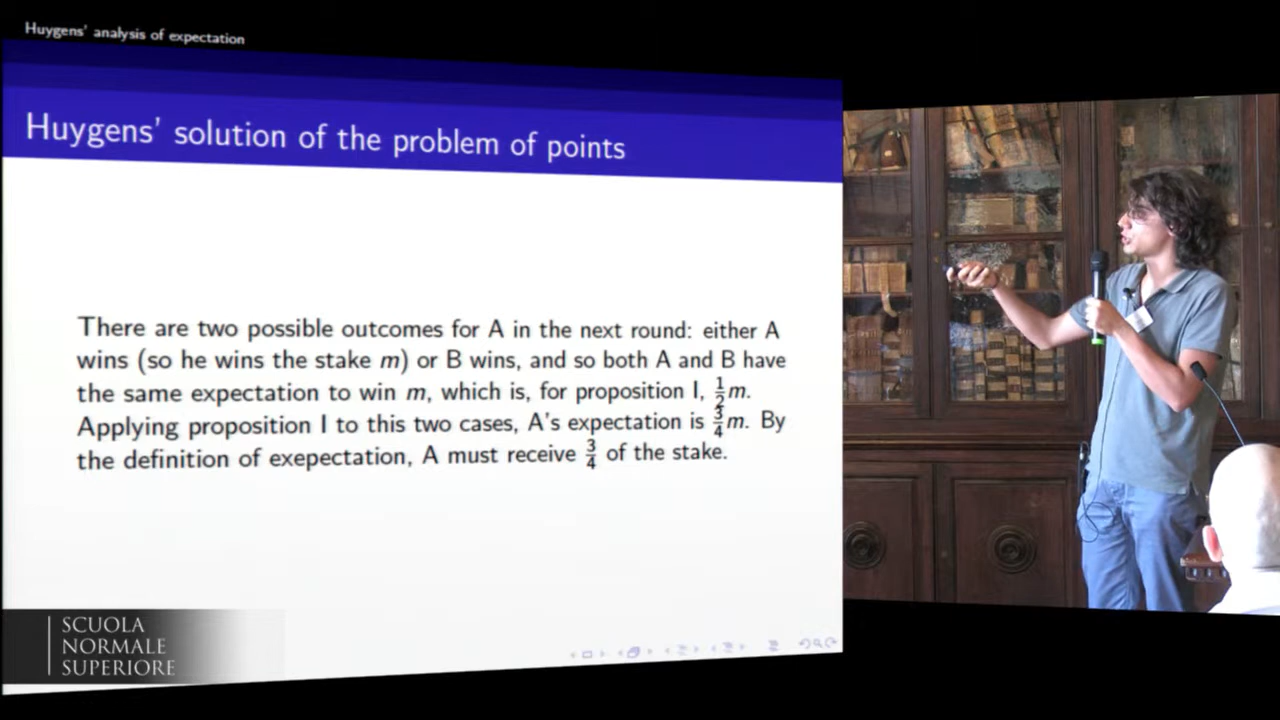 Huygens' analysis of expectation
Huygens' solution of the problem of points
There are two possible outcomes for A in the next round: either A
wins (so he wins the stake m) or B wins, and so both A and B have
the same expectation to win m, which is, for proposition I, ½m.
Applying proposition I to this two cases, A's expectation is ¾m. By
the definition of exepectation, A must receive ¾ of the stake.
SCUOLA
NORMALE
SUPERIORE